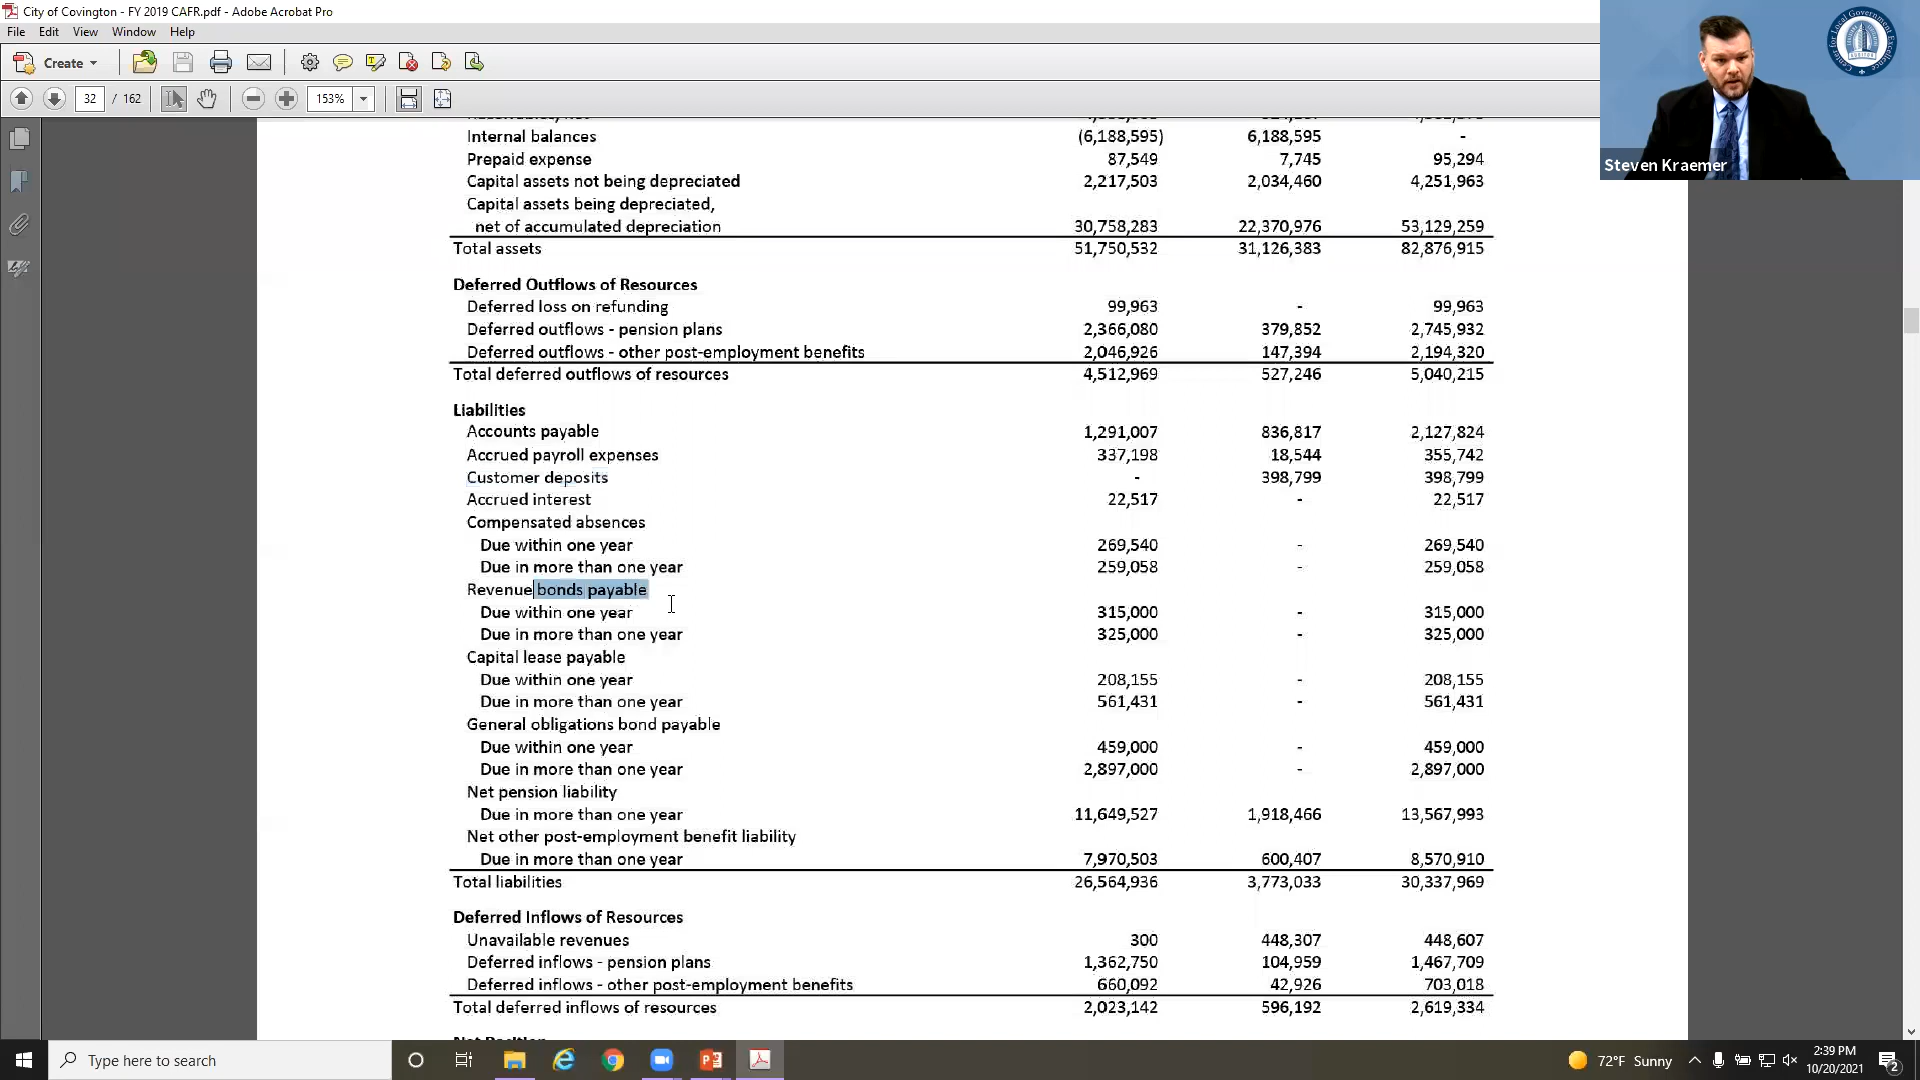 City of Covington - FY 2019 CAFR.pdf - Adobe Acrobat Pro
File Edit View Window Help
Create
32 / 162 153%
Steven Kraemer
Internal balances (6,188,595) 6,188,595 -
Prepaid expense 87,549 7,745 95,294
Capital assets not being depreciated 2,217,503 2,034,460 4,251,963
Capital assets being depreciated,
net of accumulated depreciation 30,758,283 22,370,976 53,129,259
Total assets 51,750,532 31,126,383 82,876,915
Deferred Outflows of Resources
Deferred loss on refunding 99,963 - 99,963
Deferred outflows - pension plans 2,366,080 379,852 2,745,932
Deferred outflows - other post-employment benefits 2,046,926 147,394 2,194,320
Total deferred outflows of resources 4,512,969 527,246 5,040,215
Liabilities
Accounts payable 1,291,007 836,817 2,127,824
Accrued payroll expenses 337,198 18,544 355,742
Customer deposits - 398,799 398,799
Accrued interest 22,517 - 22,517
Compensated absences
Due within one year 269,540 - 269,540
Due in more than one year 259,058 - 259,058
Revenue bonds payable
Due within one year 315,000 - 315,000
Due in more than one year 325,000 - 325,000
Capital lease payable
Due within one year 208,155 - 208,155
Due in more than one year 561,431 - 561,431
General obligations bond payable
Due within one year 459,000 - 459,000
Due in more than one year 2,897,000 - 2,897,000
Net pension liability
Due in more than one year 11,649,527 1,918,466 13,567,993
Net other post-employment benefit liability
Due in more than one year 7,970,503 600,407 8,570,910
Total liabilities 26,564,936 3,773,033 30,337,969
Deferred Inflows of Resources
Unavailable revenues 300 448,307 448,607
Deferred inflows - pension plans 1,362,750 104,959 1,467,709
Deferred inflows - other post-employment benefits 660,092 42,926 703,018
Total deferred inflows of resources 2,023,142 596,192 2,619,334
Type here to search
72°F Sunny
2:39 PM
10/20/2021
2